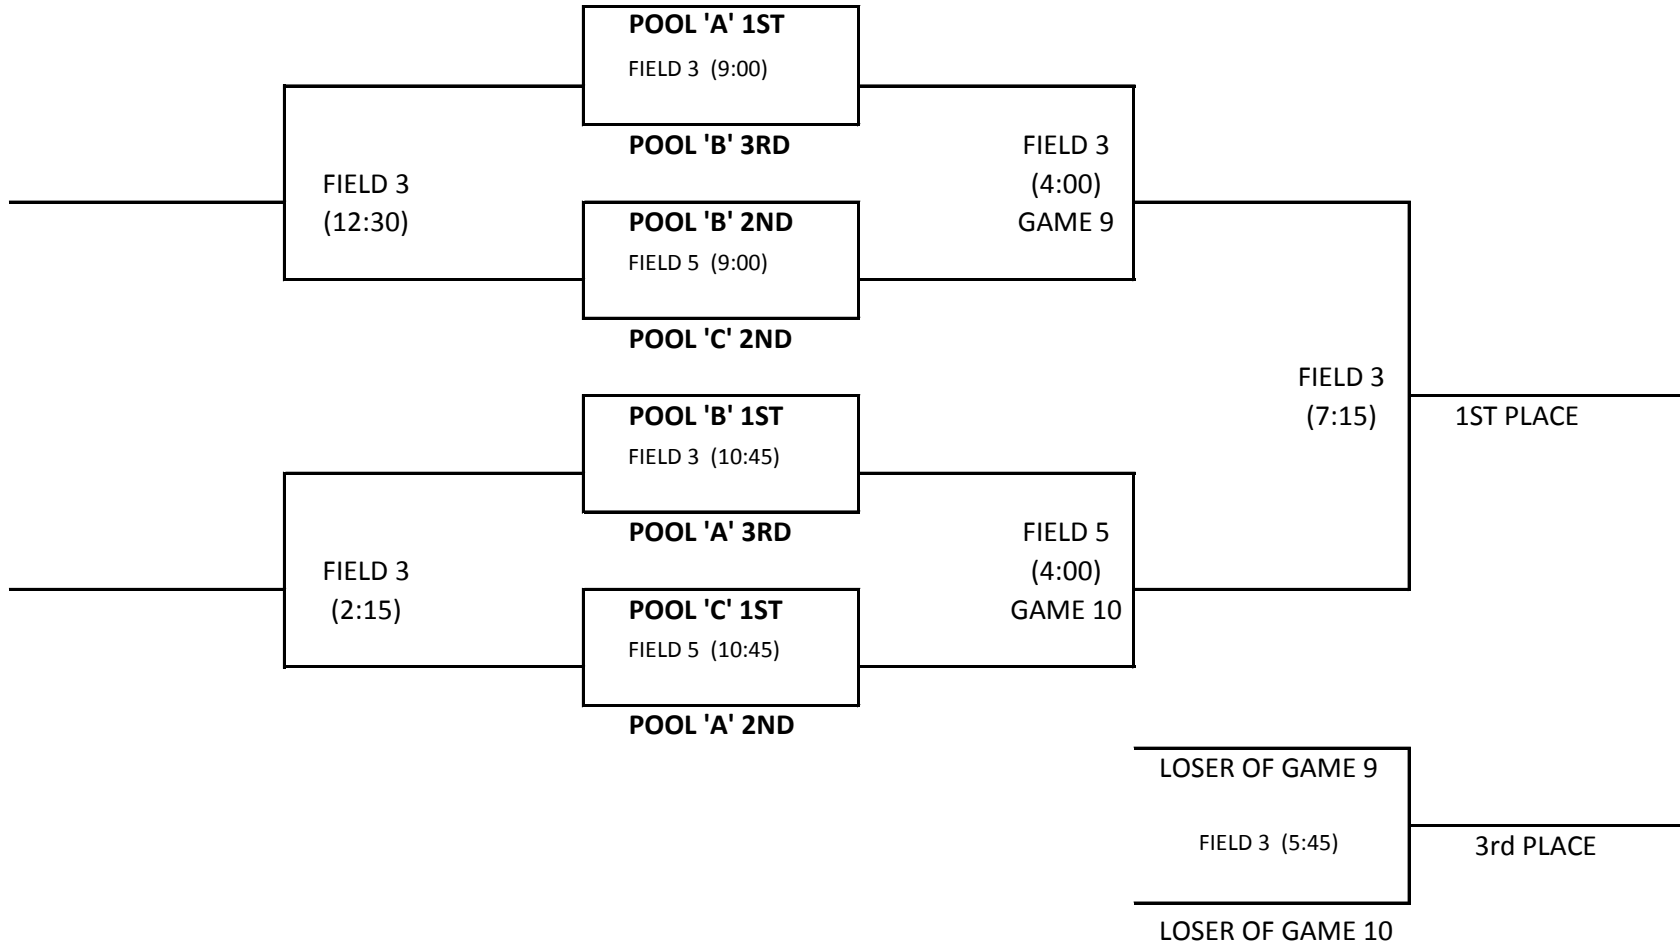 POOL 'A' 1ST
FIELD 3 (9:00)
POOL 'B' 3RD
FIELD 3
(12:30)
POOL 'B' 2ND
FIELD 5 (9:00)
POOL 'C' 2ND
FIELD 3
(4:00)
GAME 9
POOL 'B' 1ST
FIELD 3 (10:45)
POOL 'A' 3RD
FIELD 3
(2:15)
POOL 'C' 1ST
FIELD 5 (10:45)
POOL 'A' 2ND
FIELD 5
(4:00)
GAME 10
FIELD 3
(7:15)
1ST PLACE
LOSER OF GAME 9
FIELD 3 (5:45)
3rd PLACE
LOSER OF GAME 10